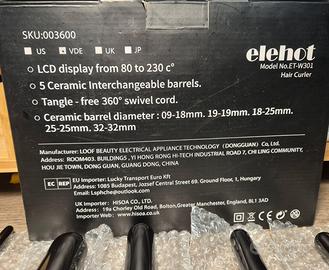 SKU:003600
US VDE UK JP
elehot
Model No.ET-W301
Hair Curler
• LCD display from 80 to 230 c°
• 5 Ceramic Interchangeable barrels.
• Tangle - free 360° swivel cord.
• Ceramic barrel diameter : 09-18mm. 19-19mm. 18-25mm.
25-25mm. 32-32mm
Manufacturer: LOOF BEAUTY ELECTRICAL APPLIANCE TECHNOLOGY (DONGGUAN) Co. LTD.
Address: ROOM403. BUILDING5 , YI HONG RONG HI-TECH INDUSTRIAL ROAD 7, CHI LING COMMUNITY,
HOU JIE TOWN, DONG GUAN, GUANG DONG, CHINA
EC REP
EU Importer: Lucky Transport Euro Kft
Address: 1085 Budapest, Jozsef Central Street 69. Ground Floor, 1, Hungary
Lsphche@outlook.com
UK Importer : HISOA CO., LTD
Address: 19a Chorley Old Road, Bolton,Greater Manchester, England, BL1 3AD
Website: www.hisoa.co.uk
CE